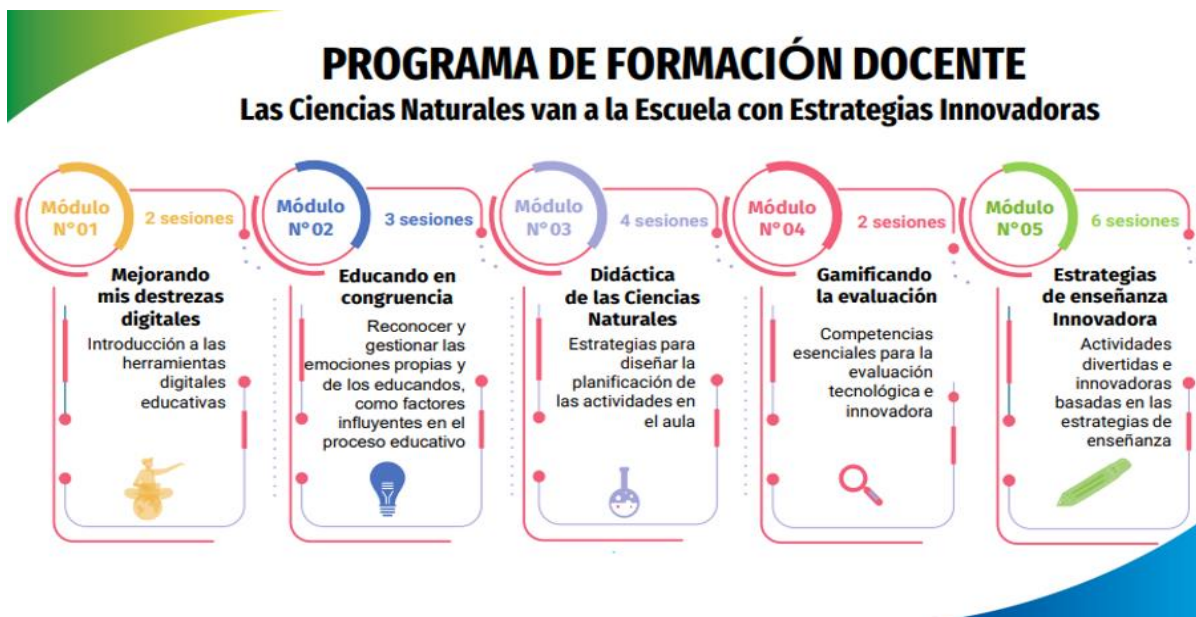 PROGRAMA DE FORMACIÓN DOCENTE
Las Ciencias Naturales van a la Escuela con Estrategias Innovadoras
Módulo
N°01
2 sesiones
Mejorando
mis destrezas
digitales
Introducción a las
herramientas
digitales
educativas
Módulo
N°02
3 sesiones
Educando en
congruencia
Reconocer y
gestionar las
emociones propias y
de los educandos,
como factores
influyentes en el
proceso educativo
Módulo
N°03
4 sesiones
Didáctica
de las Ciencias
Naturales
Estrategias para
diseñar la
planificación de
las actividades en
el aula
Módulo
N°04
2 sesiones
Gamificando
la evaluación
Competencias
esenciales para la
evaluación
tecnológica e
innovadora
Módulo
N°05
6 sesiones
Estrategias
de enseñanza
Innovadora
Actividades
divertidas e
innovadoras
basadas en las
estrategias de
enseñanza